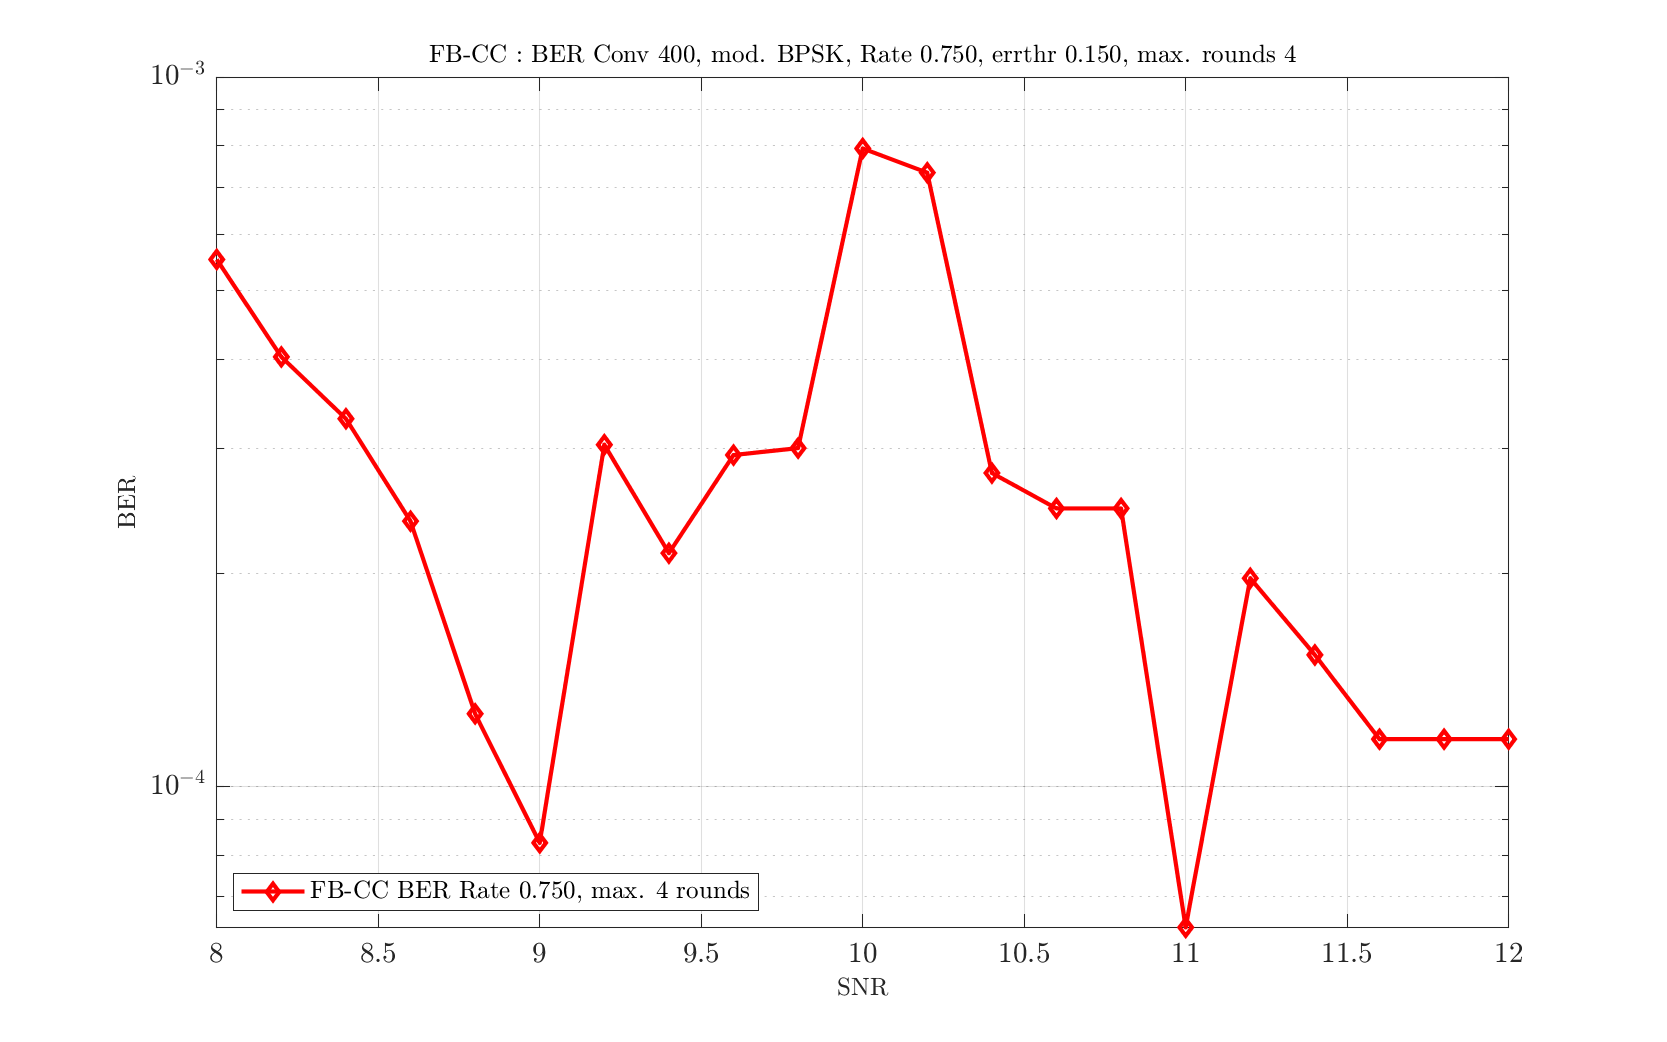 FB-CC : BER Conv 400, mod. BPSK, Rate 0.750, errthr 0.150, max. rounds 4
10⁻³
10⁻⁴
BER
FB-CC BER Rate 0.750, max. 4 rounds
8 8.5 9 9.5 10 10.5 11 11.5 12
SNR